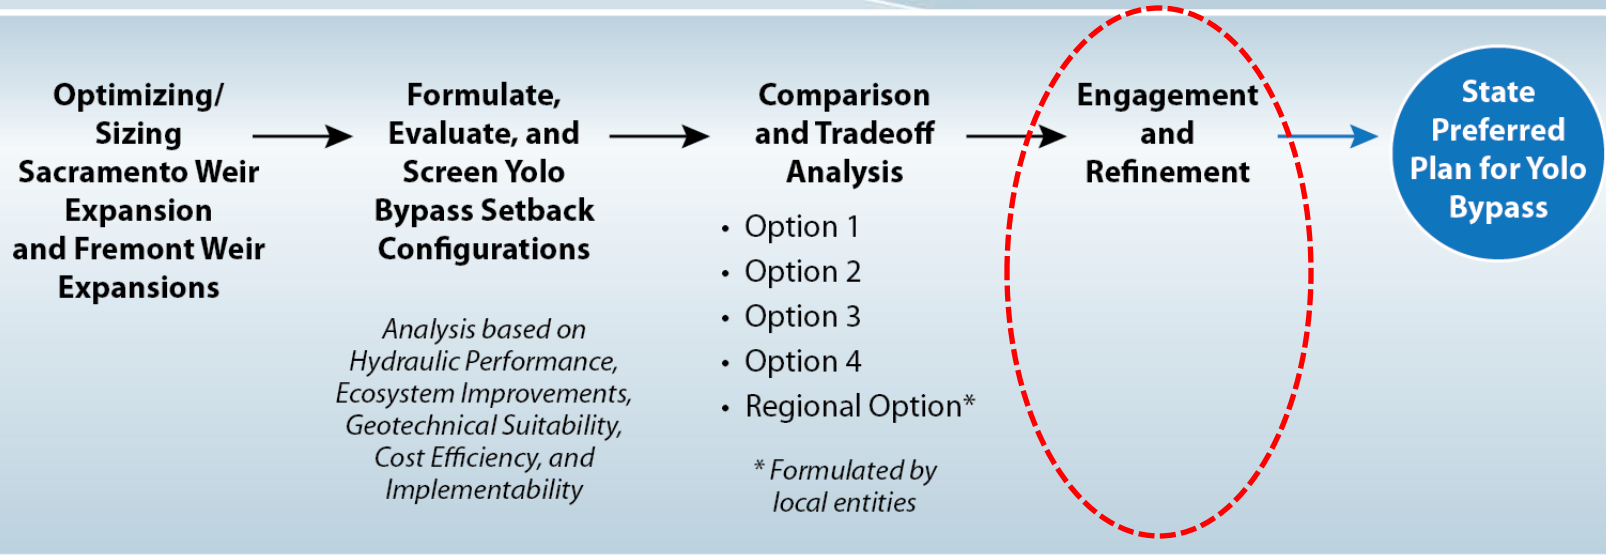 Optimizing/
Sizing
Sacramento Weir
Expansion
and Fremont Weir
Expansions
Formulate,
Evaluate, and
Screen Yolo
Bypass Setback
Configurations
Analysis based on
Hydraulic Performance,
Ecosystem Improvements,
Geotechnical Suitability,
Cost Efficiency, and
Implementability
Comparison
and Tradeoff
Analysis
• Option 1
• Option 2
• Option 3
• Option 4
• Regional Option*
* Formulated by
local entities
Engagement
and
Refinement
State
Preferred
Plan for Yolo
Bypass